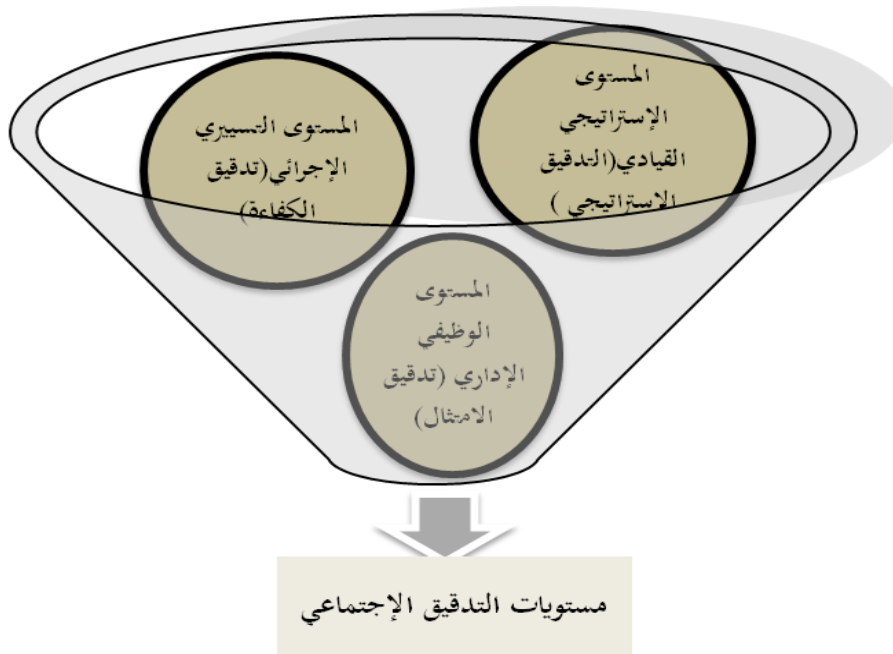 المستوى
الإستراتيجي
القيادي(التدقيق
الاستراتيجي )
المستوى التسييري
الإجرائي(تدقيق
الكفاءة)
المستوى
الوظيفي
الإداري (تدقيق
الامتثال)
مستويات التدقيق الإجتماعي